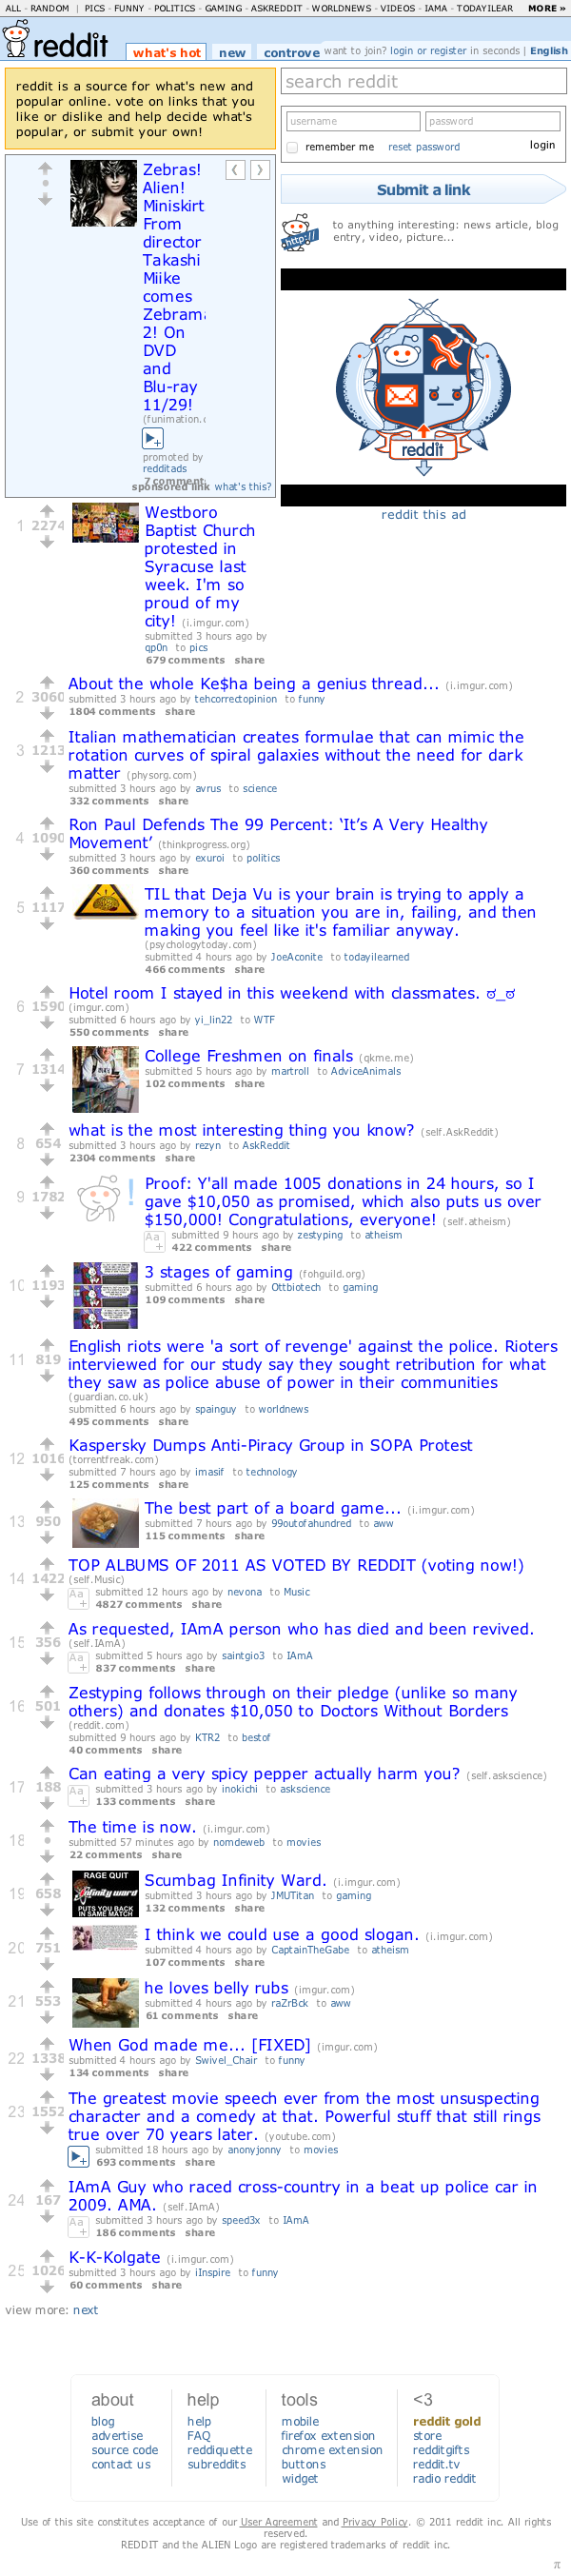 ALL - RANDOM | PICS - FUNNY - POLITICS - GAMING - ASKREDDIT - WORLDNEWS - VIDEOS - IAMA - TODAYILEAR MORE »
reddit what's hot new controve want to join? login or register in seconds | English
reddit is a source for what's new and
popular online. vote on links that you
like or dislike and help decide what's
popular, or submit your own!
search reddit
username password
remember me reset password login
Submit a link
http://
to anything interesting: news article, blog
entry, video, picture...
Zebras!
Alien!
Miniskirt
From
director
Takashi
Miike
comes
Zebrama
2! On
DVD
and
Blu-ray
11/29!
(funimation.c
promoted by
redditads
7 comment
sponsored link what's this?
reddit
reddit this ad
1 2274
Westboro
Baptist Church
protested in
Syracuse last
week. I'm so
proud of my
city! (i.imgur.com)
submitted 3 hours ago by
qp0n to pics
679 comments share
2 3060 About the whole Ke$ha being a genius thread... (i.imgur.com)
submitted 3 hours ago by tehcorrectopinion to funny
1804 comments share
3 1213 Italian mathematician creates formulae that can mimic the
rotation curves of spiral galaxies without the need for dark
matter (physorg.com)
submitted 3 hours ago by avrus to science
332 comments share
4 1090 Ron Paul Defends The 99 Percent: ‘It’s A Very Healthy
Movement’ (thinkprogress.org)
submitted 3 hours ago by exuroi to politics
360 comments share
5 1117 TIL that Deja Vu is your brain is trying to apply a
memory to a situation you are in, failing, and then
making you feel like it's familiar anyway.
(psychologytoday.com)
submitted 4 hours ago by JoeAconite to todayilearned
466 comments share
6 1590 Hotel room I stayed in this weekend with classmates. ಠ_ಠ
(imgur.com)
submitted 6 hours ago by yi_lin22 to WTF
550 comments share
7 1314 College Freshmen on finals (qkme.me)
submitted 5 hours ago by martroll to AdviceAnimals
102 comments share
8 654 what is the most interesting thing you know? (self.AskReddit)
submitted 3 hours ago by rezyn to AskReddit
2304 comments share
9 1782 Proof: Y'all made 1005 donations in 24 hours, so I
gave $10,050 as promised, which also puts us over
$150,000! Congratulations, everyone! (self.atheism)
Aa submitted 9 hours ago by zestyping to atheism
422 comments share
10 1193 3 stages of gaming (fohguild.org)
submitted 6 hours ago by Ottbiotech to gaming
109 comments share
11 819 English riots were 'a sort of revenge' against the police. Rioters
interviewed for our study say they sought retribution for what
they saw as police abuse of power in their communities
(guardian.co.uk)
submitted 6 hours ago by spainguy to worldnews
495 comments share
12 1016 Kaspersky Dumps Anti-Piracy Group in SOPA Protest
(torrentfreak.com)
submitted 7 hours ago by imasif to technology
125 comments share
13 950 The best part of a board game... (i.imgur.com)
submitted 7 hours ago by 99outofahundred to aww
115 comments share
14 1422 TOP ALBUMS OF 2011 AS VOTED BY REDDIT (voting now!)
(self.Music)
Aa submitted 12 hours ago by nevona to Music
4827 comments share
15 356 As requested, IAmA person who has died and been revived.
(self.IAmA)
Aa submitted 5 hours ago by saintgio3 to IAmA
837 comments share
16 501 Zestyping follows through on their pledge (unlike so many
others) and donates $10,050 to Doctors Without Borders
(reddit.com)
submitted 9 hours ago by KTR2 to bestof
40 comments share
17 188 Can eating a very spicy pepper actually harm you? (self.askscience)
Aa submitted 3 hours ago by inokichi to askscience
133 comments share
18 • The time is now. (i.imgur.com)
submitted 57 minutes ago by nomdeweb to movies
22 comments share
RAGE QUIT
infinity ward
PUTS YOU BACK
IN SAME MATCH
19 658 Scumbag Infinity Ward. (i.imgur.com)
submitted 3 hours ago by JMUTitan to gaming
132 comments share
20 751 I think we could use a good slogan. (i.imgur.com)
submitted 4 hours ago by CaptainTheGabe to atheism
107 comments share
21 553 he loves belly rubs (imgur.com)
submitted 4 hours ago by raZrBck to aww
61 comments share
22 1338 When God made me... [FIXED] (imgur.com)
submitted 4 hours ago by Swivel_Chair to funny
134 comments share
23 1552 The greatest movie speech ever from the most unsuspecting
character and a comedy at that. Powerful stuff that still rings
true over 70 years later. (youtube.com)
submitted 18 hours ago by anonyjonny to movies
693 comments share
24 167 IAmA Guy who raced cross-country in a beat up police car in
2009. AMA. (self.IAmA)
Aa submitted 3 hours ago by speed3x to IAmA
186 comments share
25 1026 K-K-Kolgate (i.imgur.com)
submitted 3 hours ago by iInspire to funny
60 comments share
view more: next
about help tools <3
blog help mobile reddit gold
advertise FAQ firefox extension store
source code reddiquette chrome extension redditgifts
contact us subreddits buttons reddit.tv
widget radio reddit
Use of this site constitutes acceptance of our User Agreement and Privacy Policy. © 2011 reddit inc. All rights
reserved.
REDDIT and the ALIEN Logo are registered trademarks of reddit inc.
π